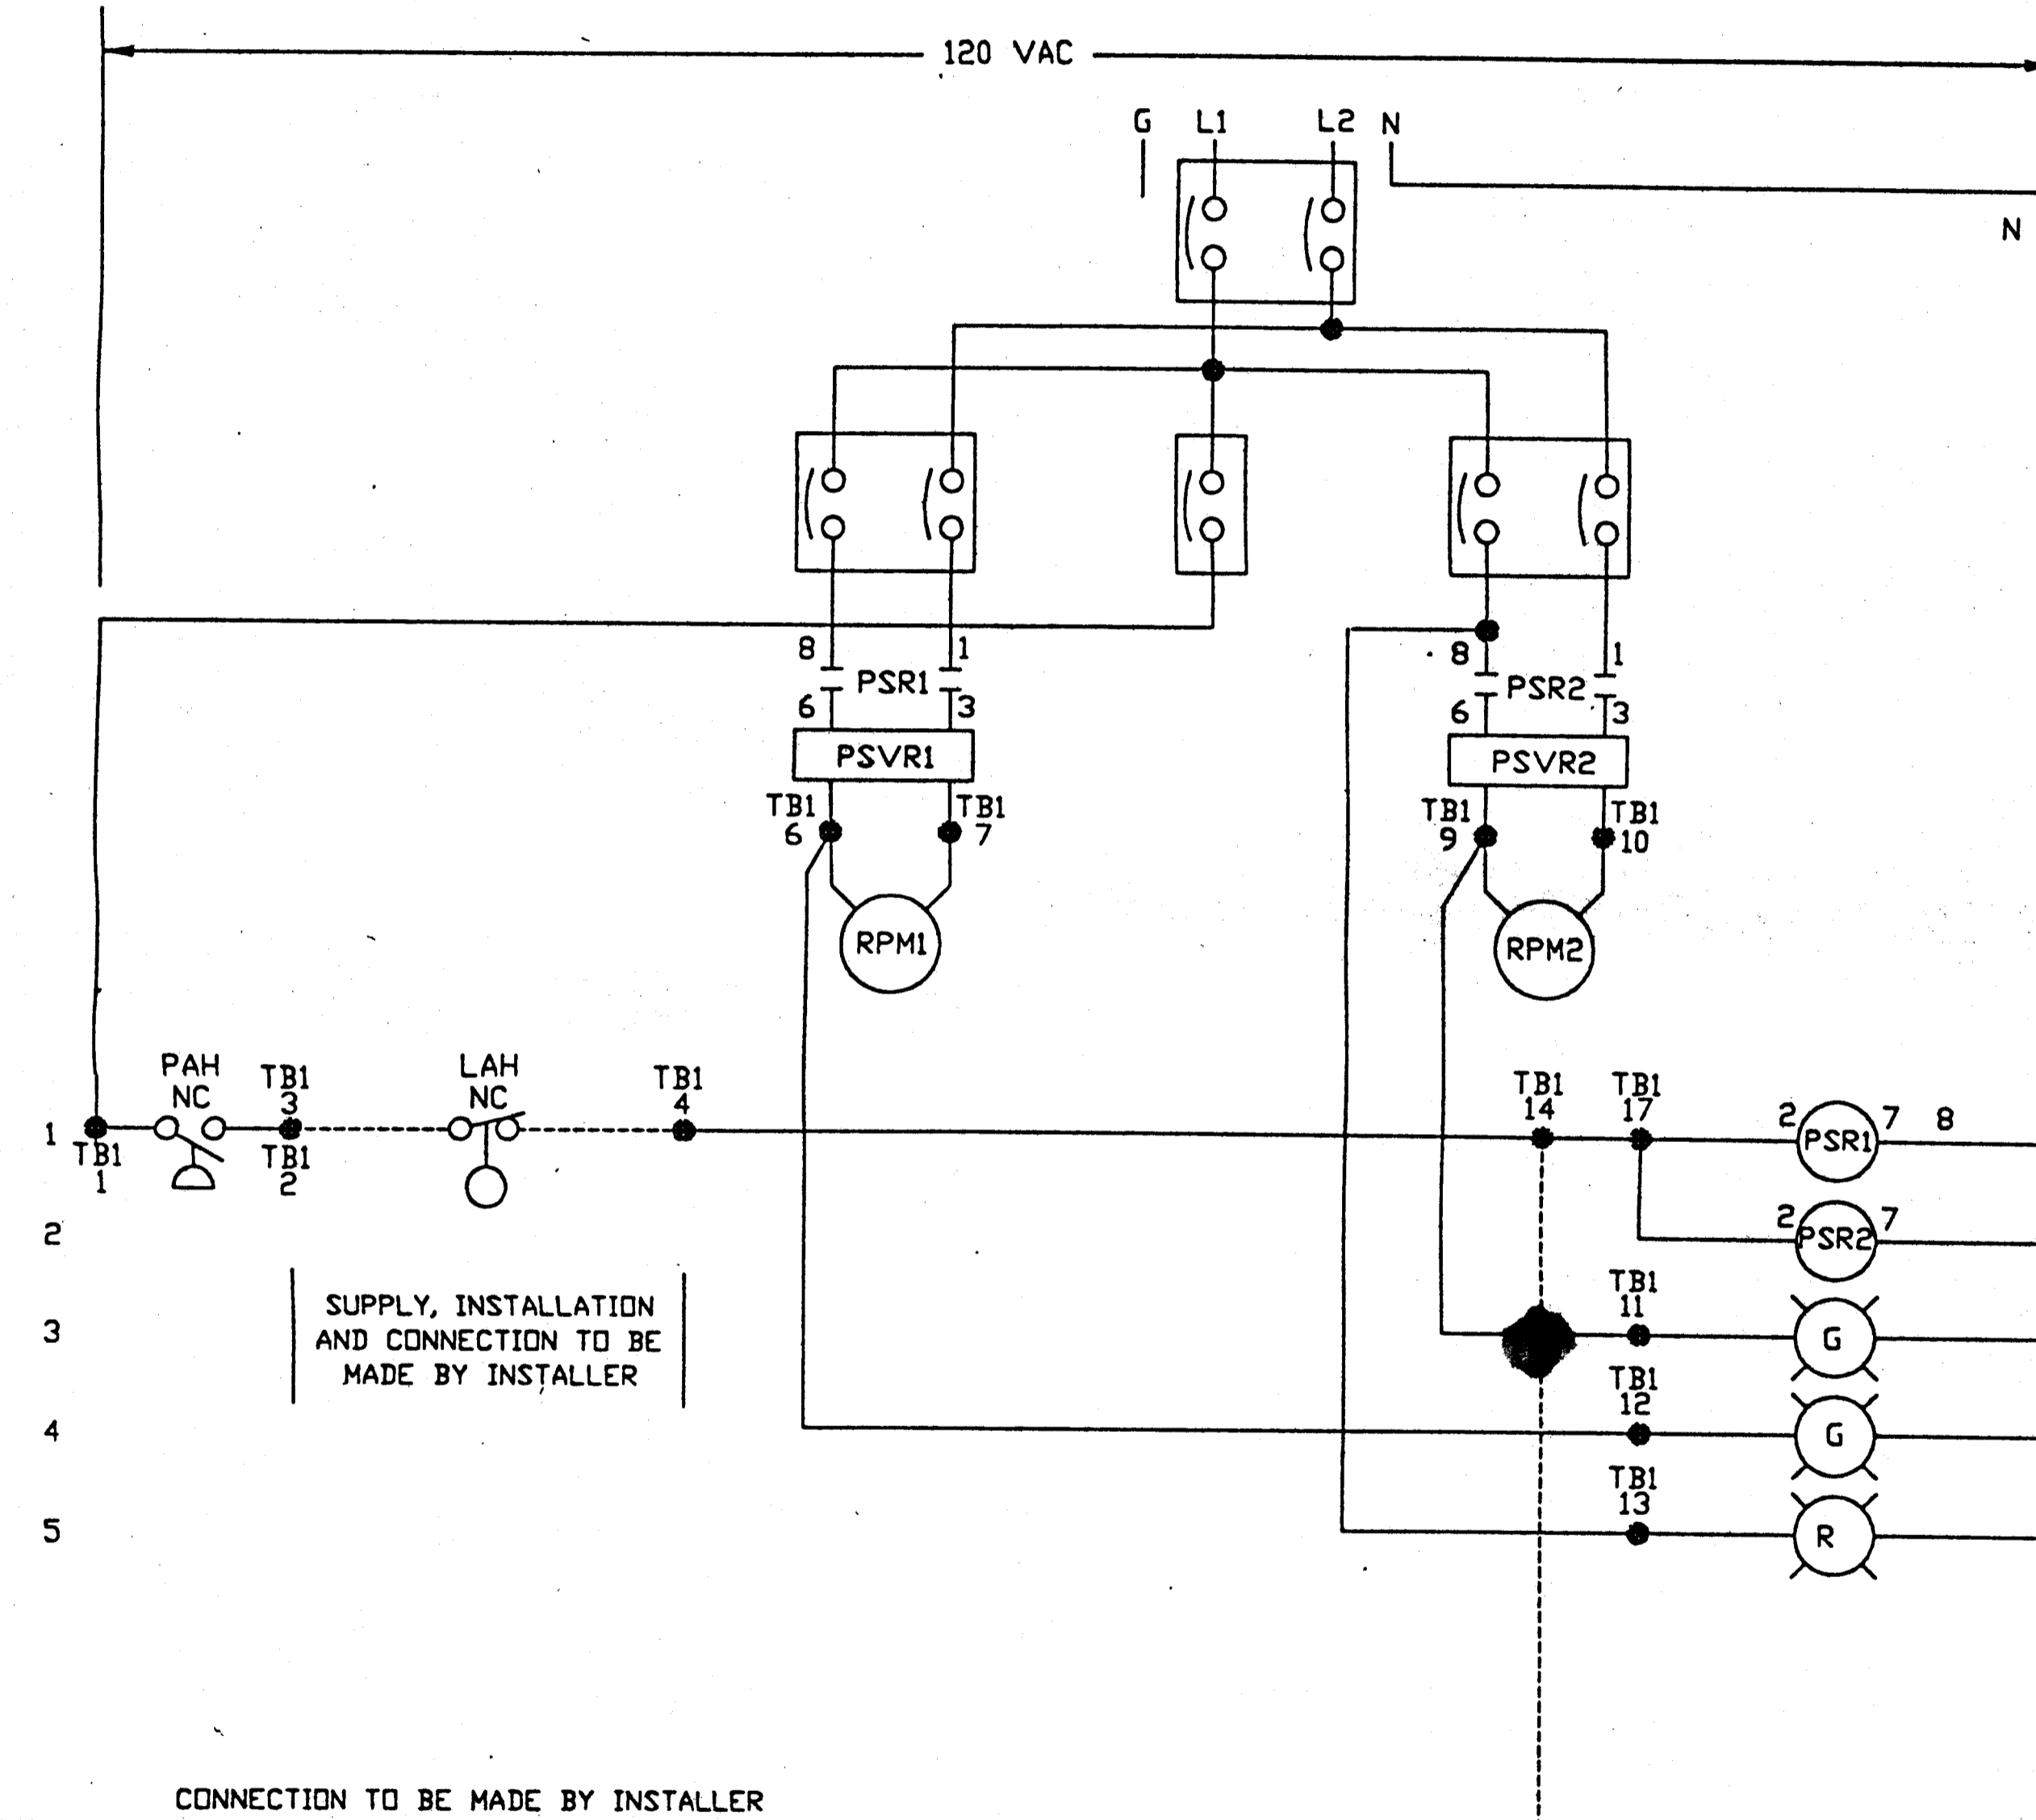 120 VAC
G L1 L2 N
N
8 1
PSR1
6 3
PSVR1
TB1 TB1
6 7
RPM1
8 1
PSR2
6 3
PSVR2
TB1 TB1
9 10
RPM2
PAH
NC
TB1
3
LAH
NC
TB1
4
TB1
14
TB1
17
1
TB1
1
TB1
2
2 PSR1 7 8
2
2 PSR2 7
SUPPLY, INSTALLATION
AND CONNECTION TO BE
MADE BY INSTALLER
3
TB1
11
G
4
TB1
12
G
5
TB1
13
R
CONNECTION TO BE MADE BY INSTALLER